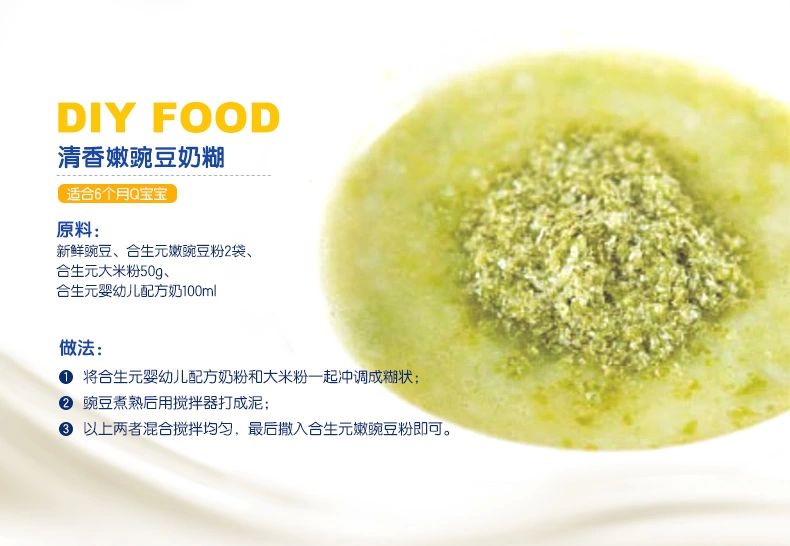 DIY FOOD
清香嫩豌豆奶糊
适合6个月Q宝宝
原料：
新鲜豌豆、合生元嫩豌豆粉2袋、
合生元大米粉50g、
合生元婴幼儿配方奶100ml
做法：
❶ 将合生元婴幼儿配方奶粉和大米粉一起冲调成糊状；
❷ 豌豆煮熟后用搅拌器打成泥；
❸ 以上两者混合搅拌均匀，最后撒入合生元嫩豌豆粉即可。